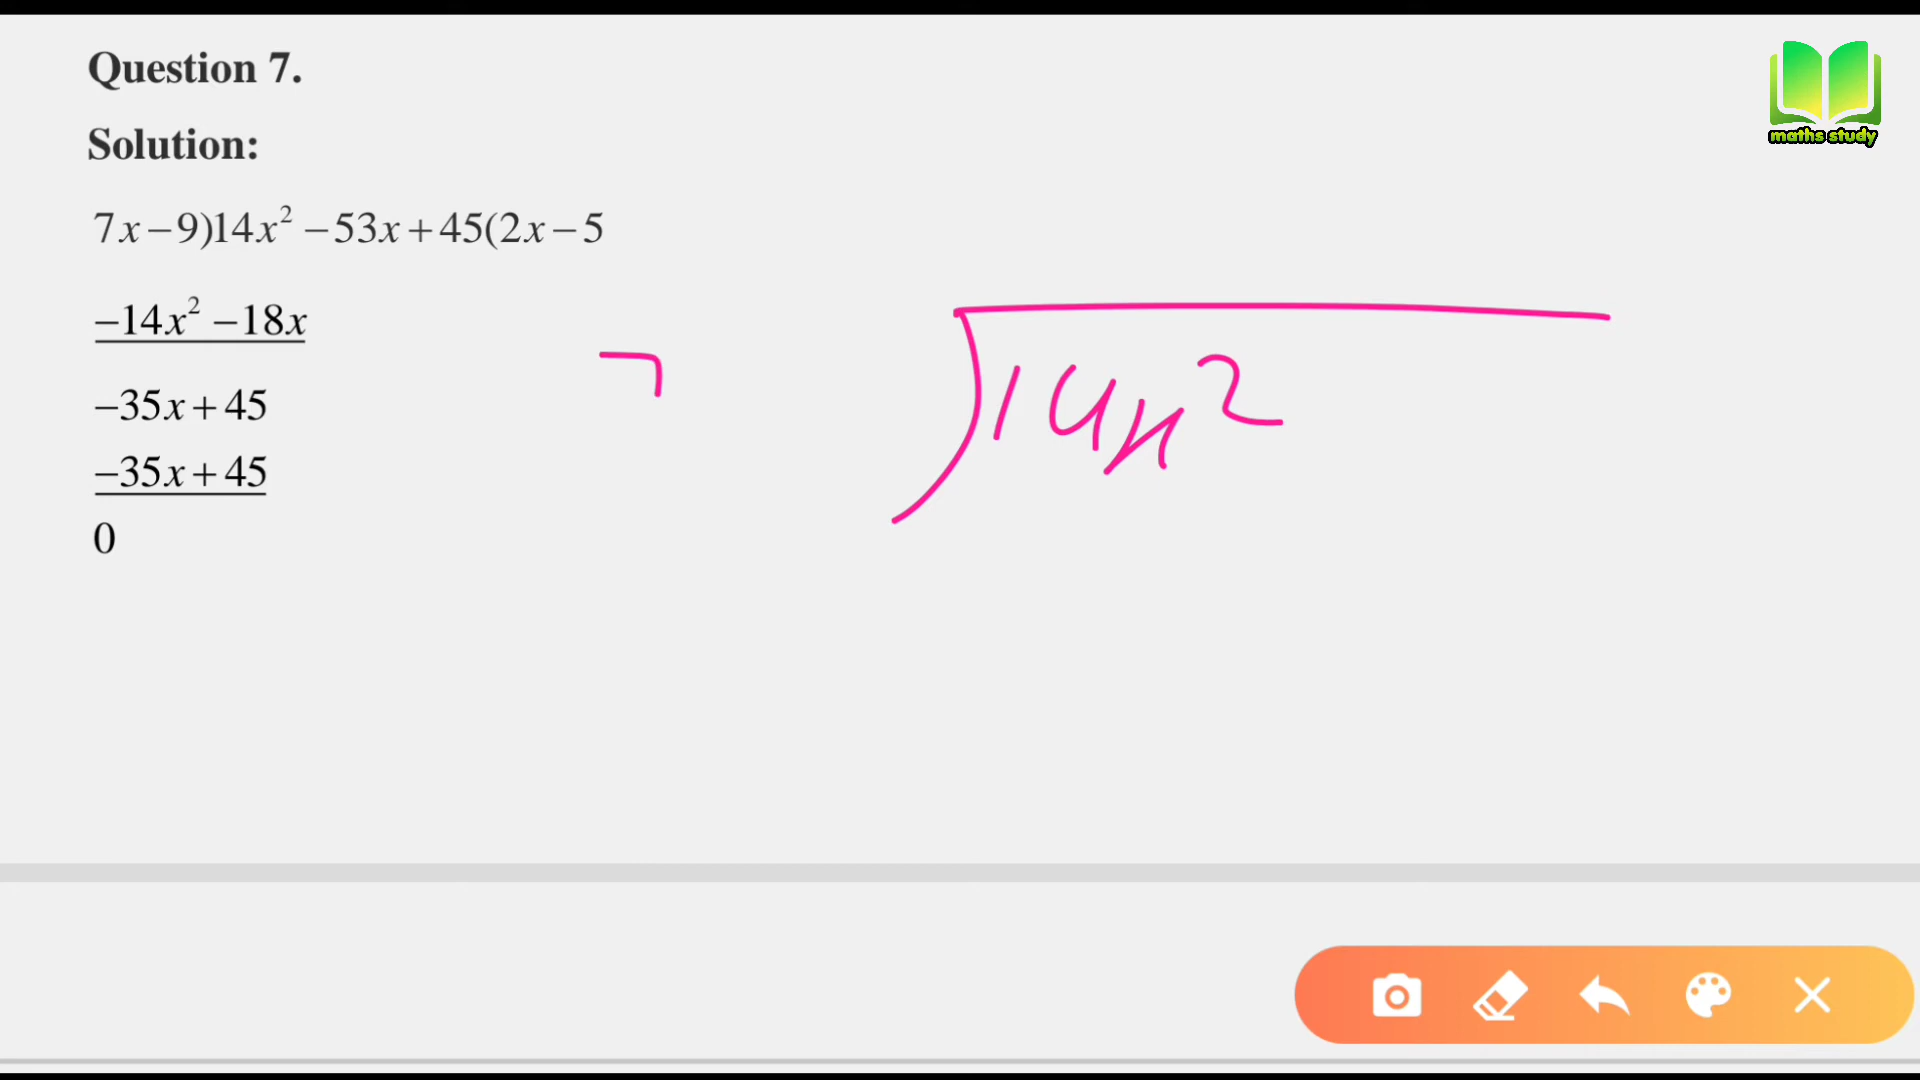 Question 7.
maths study
Solution:
7x−9)14x² −53x+45(2x−5
−14x² −18x
−35x+45
−35x+45
0
7
14x²